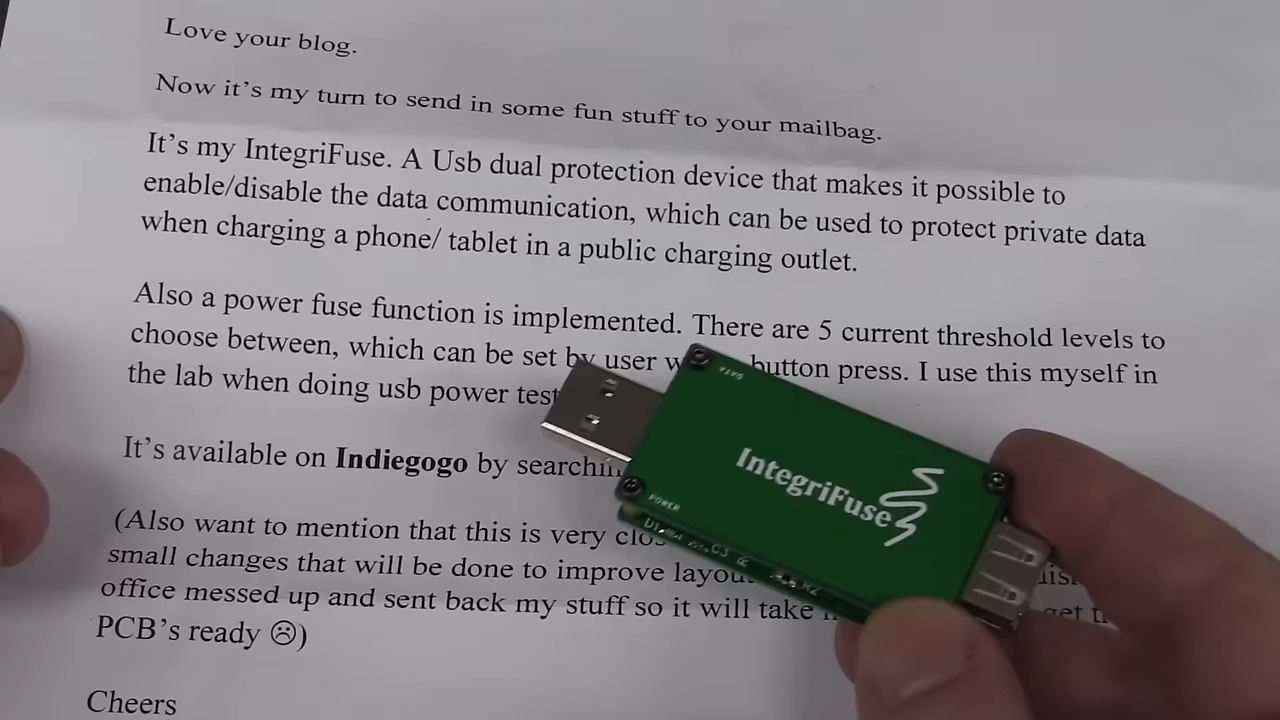 Love your blog.
Now it's my turn to send in some fun stuff to your mailbag.
It's my IntegriFuse. A Usb dual protection device that makes it possible to
enable/disable the data communication, which can be used to protect private data
when charging a phone/ tablet in a public charging outlet.
Also a power fuse function is implemented. There are 5 current threshold levels to
choose between, which can be set by user button press. I use this myself in
the lab when doing usb power
It's available on Indiegogo by
(Also want to mention that this is very
small changes that will be done to improve
office messed up and sent back my stuff so it will take
PCB's ready ☹)
Cheers
DATA
IntegriFuse
POWER
C3